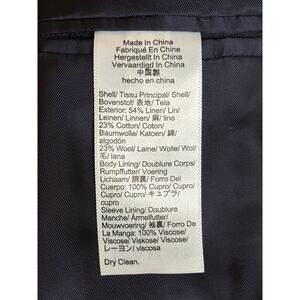 Made In China
Fabriqué En Chine
Hergestellt In China
Vervaardigd In China
中国製
hecho en china
Shell/ Tissu Principal/ Shell/
Bovenstof/ 表地/ Tela
Exterior: 54% Linen/ Lin/
Leinen/ Linnen/ 麻/ lino
23% Cotton/ Coton/
Baumwolle/ Katoen/ 綿/
algodón
23% Wool/ Laine/ Wolle/ Wol/
毛/ lana
Body Lining/ Doublure Corps/
Rumpffutter/ Voering
Lichaam/ 胴裏/ Forro Del
Cuerpo: 100% Cupro/ Cupro/
Cupro/ Cupro/ キュプラ/
cupro
Sleeve Lining/ Doublure
Manche/ Ärmelfutter/
Mouwvoering/ 袖裏/ Forro De
La Manga: 100% Viscose/
Viscose/ Viskose/ Viscose/
レーヨン/ viscosa
Dry Clean.